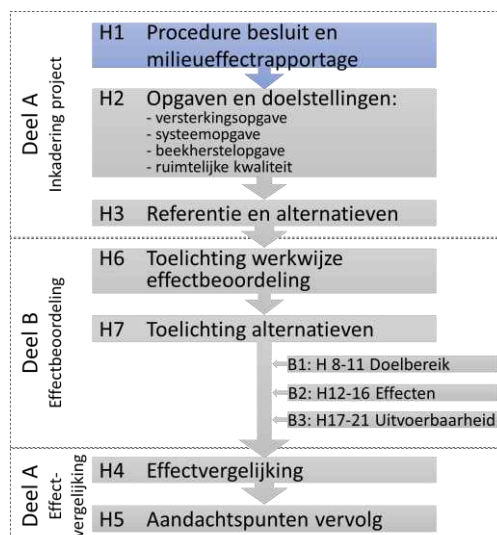 Deel A
Inkadering project
H1 Procedure besluit en
milieueffectrapportage
H2 Opgaven en doelstellingen:
- versterkingsopgave
- systeemopgave
- beekherstelopgave
- ruimtelijke kwaliteit
H3 Referentie en alternatieven
Deel B
Effectbeoordeling
H6 Toelichting werkwijze
effectbeoordeling
H7 Toelichting alternatieven
B1: H 8-11 Doelbereik
B2: H12-16 Effecten
B3: H17-21 Uitvoerbaarheid
Deel A
Effect-
vergelijking
H4 Effectvergelijking
H5 Aandachtspunten vervolg